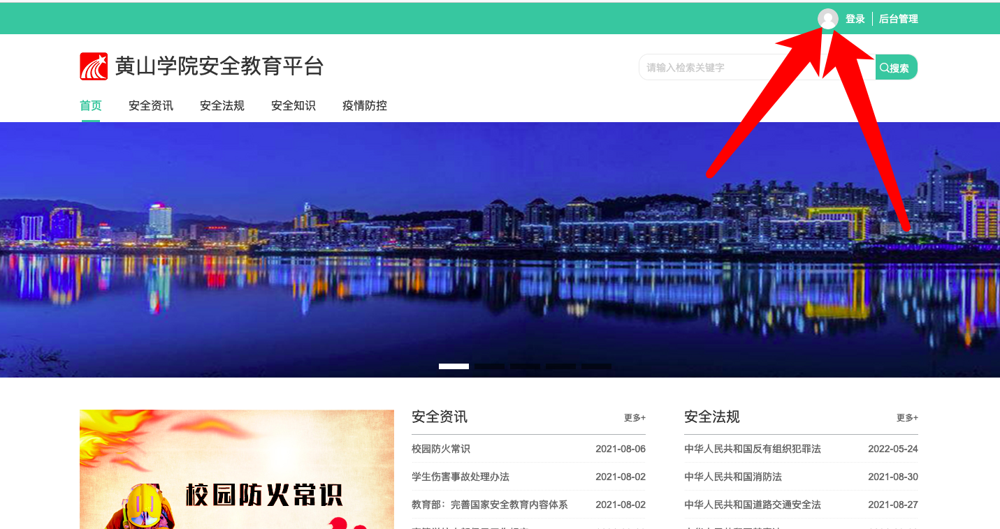 登录 后台管理
黄山学院安全教育平台
请输入检索关键字 搜索
首页 安全资讯 安全法规 安全知识 疫情防控
校园防火常识
安全资讯 更多+
校园防火常识 2021-08-06
学生伤害事故处理办法 2021-08-02
教育部：完善国家安全教育内容体系 2021-08-02
安全法规 更多+
中华人民共和国反有组织犯罪法 2022-05-24
中华人民共和国消防法 2021-08-30
中华人民共和国道路交通安全法 2021-08-27